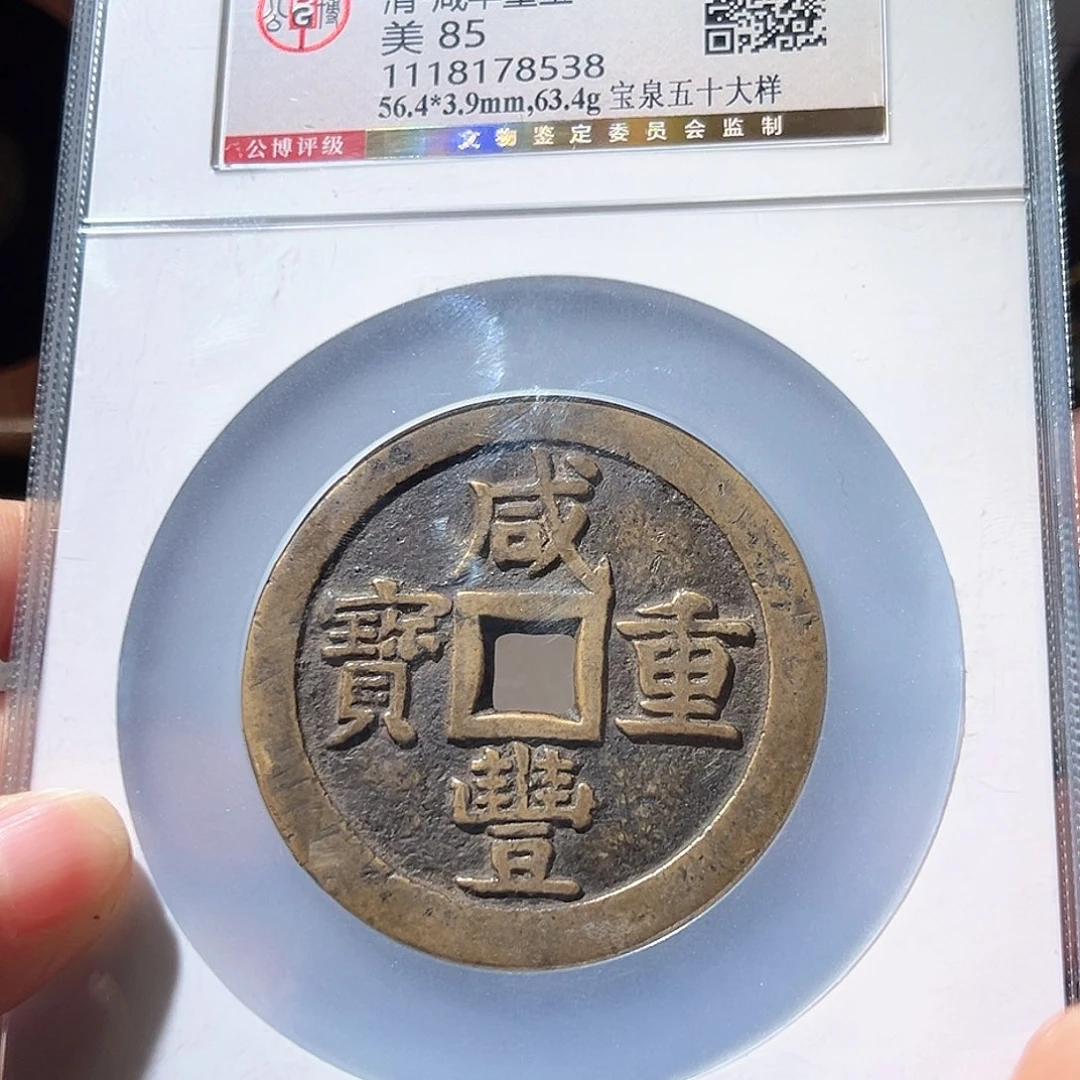 美 85
1118178538
56.4*3.9mm,63.4g 宝泉五十大样
公博评级 文物鉴定委员会监制
咸
寶 重
豐